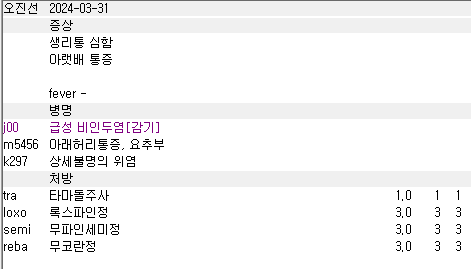 오진선 2024-03-31
증상
생리통 심함
아랫배 통증
fever -
병명
j00 급성 비인두염[감기]
m5456 아래허리통증, 요추부
k297 상세불명의 위염
처방
tra 타마돌주사 1.0 1 1
loxo 록스파인정 3.0 3 3
semi 무파인세미정 3.0 3 3
reba 무코란정 3.0 3 3